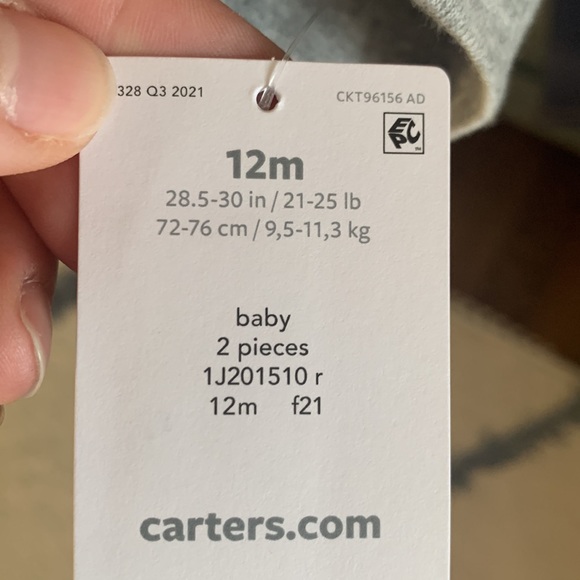 328 Q3 2021
CKT96156 AD
EPC
12m
28.5-30 in / 21-25 lb
72-76 cm / 9,5-11,3 kg
baby
2 pieces
1J201510 r
12m f21
carters.com